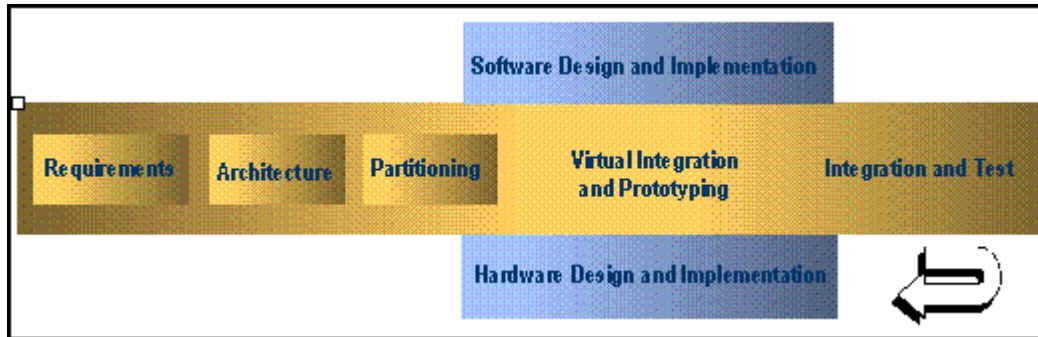 Software Design and Implementation
Requirements
Architecture
Partitioning
Virtual Integration
and Prototyping
Integration and Test
Hardware Design and Implementation